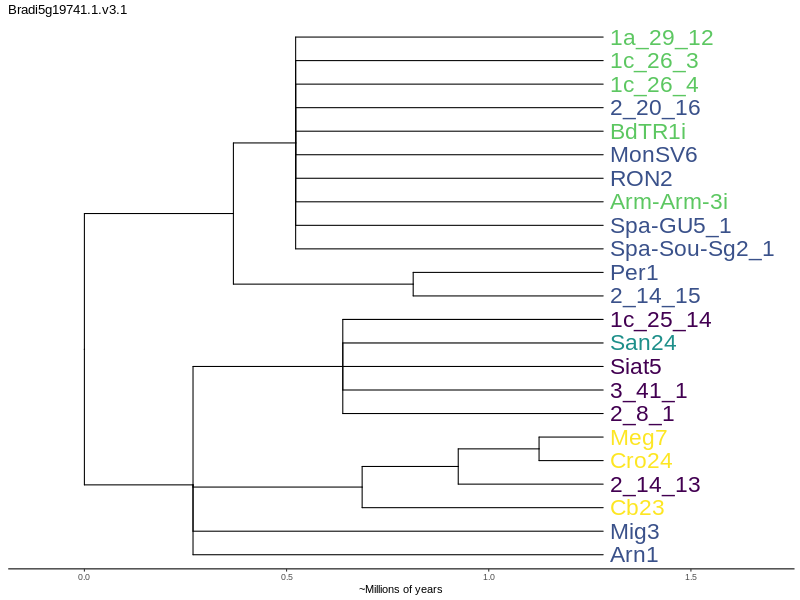 Bradi5g19741.1.v3.1
1a_29_12
1c_26_3
1c_26_4
2_20_16
BdTR1i
MonSV6
RON2
Arm-Arm-3i
Spa-GU5_1
Spa-Sou-Sg2_1
Per1
2_14_15
1c_25_14
San24
Siat5
3_41_1
2_8_1
Meg7
Cro24
2_14_13
Cb23
Mig3
Arn1
0.0 0.5 1.0 1.5
~Millions of years